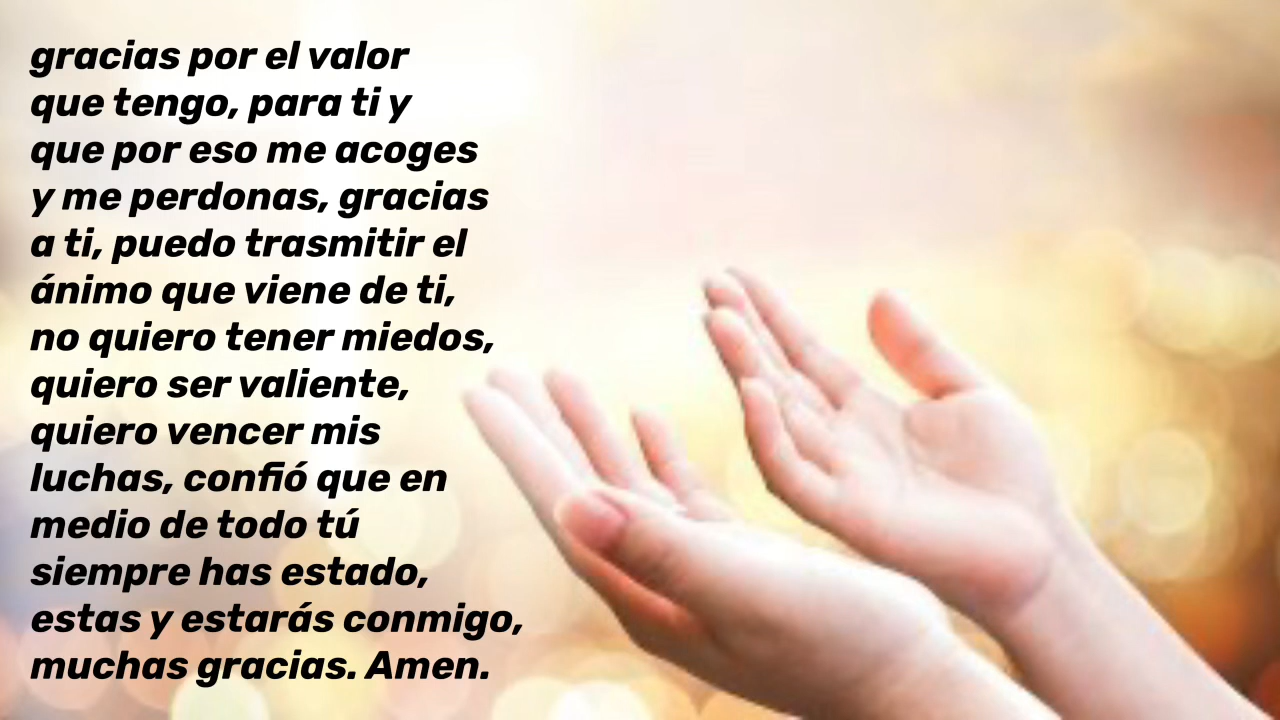 gracias por el valor
que tengo, para ti y
que por eso me acoges
y me perdonas, gracias
a ti, puedo trasmitir el
ánimo que viene de ti,
no quiero tener miedos,
quiero ser valiente,
quiero vencer mis
luchas, confió que en
medio de todo tú
siempre has estado,
estas y estarás conmigo,
muchas gracias. Amen.